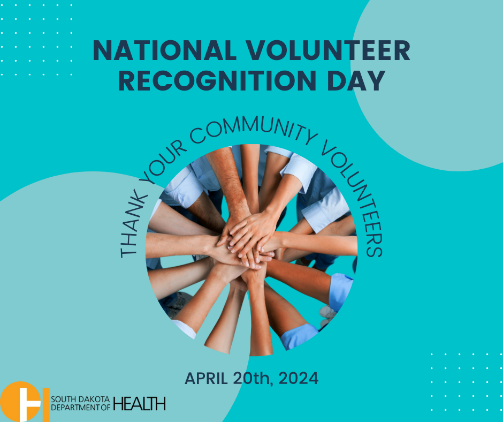 NATIONAL VOLUNTEER
RECOGNITION DAY
THANK YOUR COMMUNITY VOLUNTEERS
APRIL 20th, 2024
SOUTH DAKOTA
DEPARTMENT OF HEALTH